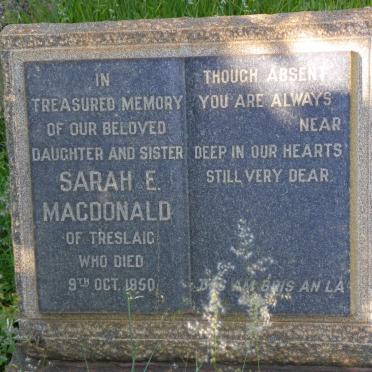 IN
TREASURED MEMORY
OF OUR BELOVED
DAUGHTER AND SISTER
SARAH E.
MACDONALD
OF TRESLAIG
WHO DIED
9TH OCT. 1950.
THOUGH ABSENT
YOU ARE ALWAYS
NEAR
DEEP IN OUR HEARTS
STILL VERY DEAR.
AM BRIS AN LÀ